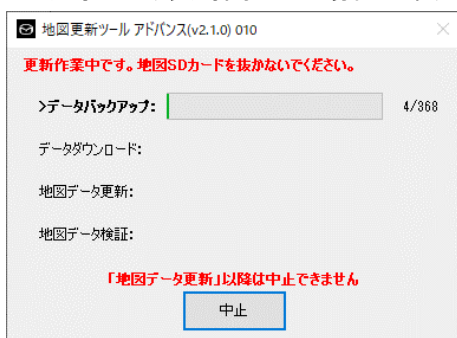 地図更新ツール アドバンス(v2.1.0) 010
更新作業中です。地図SDカードを抜かないでください。
>データバックアップ: 4/368
データダウンロード:
地図データ更新:
地図データ検証:
「地図データ更新」以降は中止できません
中止